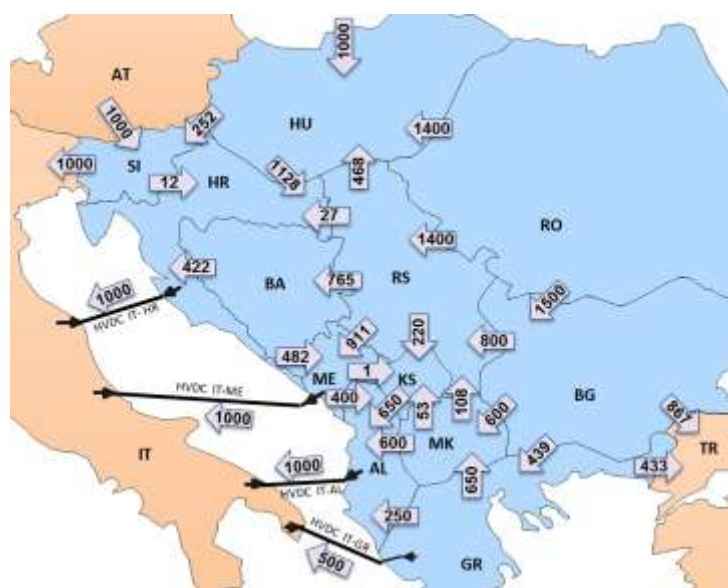 1000
AT
1000
252
HU
1400
1000
SI
12
HR
1128
468
27
RO
1400
422
BA
765
RS
1000
HVDC IT- HR
1500
911
220
800
482
ME
1
KS
BG
HVDC IT-ME
400
650
53
108
600
1000
867
IT
600
MK
439
TR
1000
AL
650
433
HVDC IT-AL
250
HVDC IT-GR
500
GR